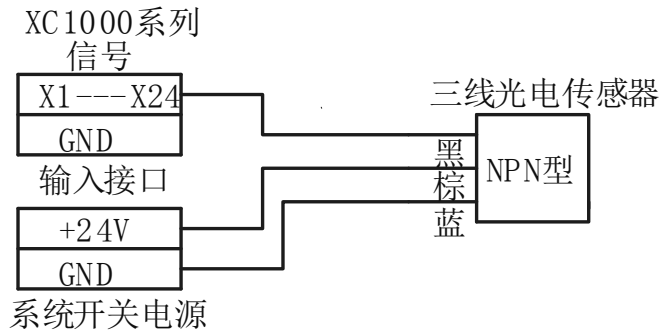 XC1000系列
信号
X1---X24
GND
输入接口
+24V
GND
系统开关电源
三线光电传感器
黑
棕
蓝
NPN型